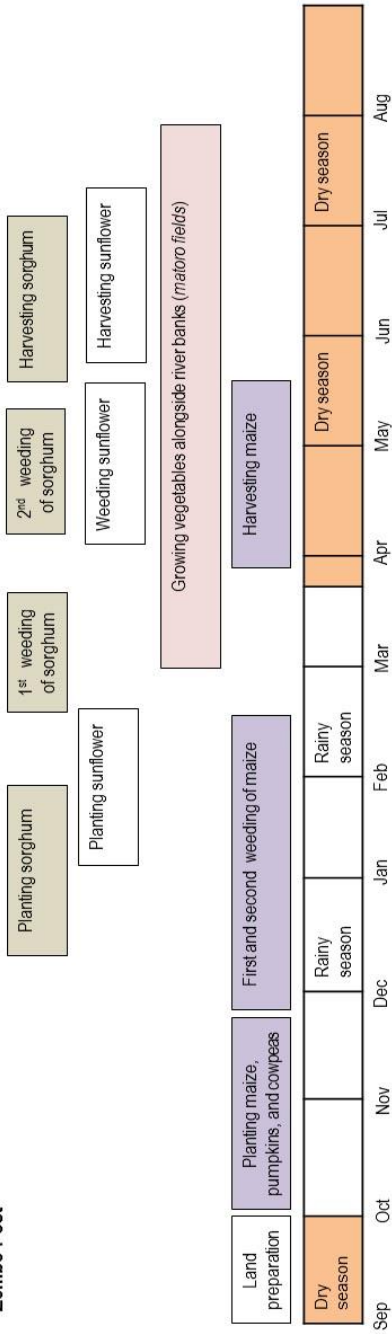 Planting sorghum
1st weeding
of sorghum
2nd weeding
of sorghum
Harvesting sorghum
Planting sunflower
Weeding sunflower
Harvesting sunflower
Growing vegetables alongside river banks (matoro fields)
Land
preparation
Planting maize,
pumpkins, and cowpeas
First and second weeding of maize
Harvesting maize
Dry
season
Rainy
season
Rainy
season
Dry season
Dry season
Sep Oct Nov Dec Jan Feb Mar Apr May Jun Jul Aug